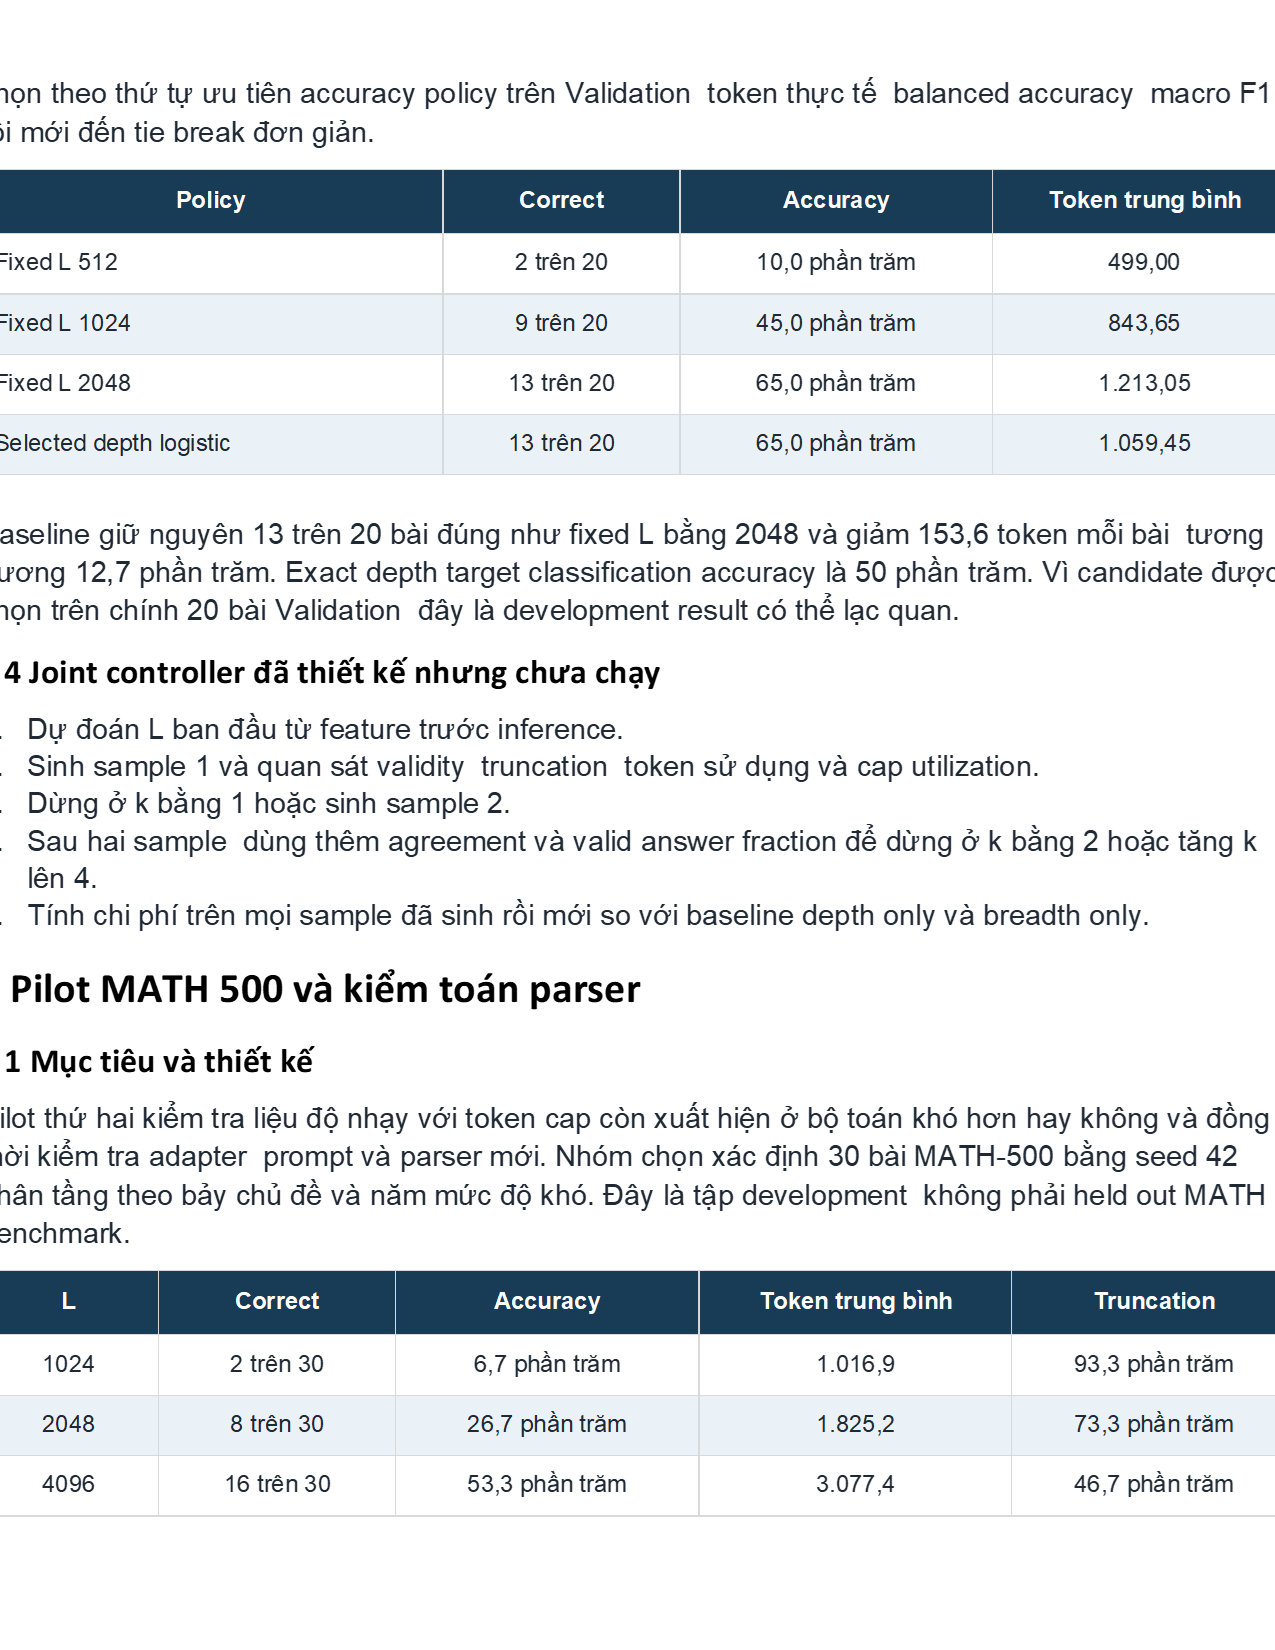 họn theo thứ tự ưu tiên accuracy policy trên Validation  token thực tế  balanced accuracy  macro F1
ồi mới đến tie break đơn giản.
Policy Correct Accuracy Token trung bình
Fixed L 512 2 trên 20 10,0 phần trăm 499,00
Fixed L 1024 9 trên 20 45,0 phần trăm 843,65
Fixed L 2048 13 trên 20 65,0 phần trăm 1.213,05
Selected depth logistic 13 trên 20 65,0 phần trăm 1.059,45
aseline giữ nguyên 13 trên 20 bài đúng như fixed L bằng 2048 và giảm 153,6 token mỗi bài  tương
ương 12,7 phần trăm. Exact depth target classification accuracy là 50 phần trăm. Vì candidate được
họn trên chính 20 bài Validation  đây là development result có thể lạc quan.
4 Joint controller đã thiết kế nhưng chưa chạy
. Dự đoán L ban đầu từ feature trước inference.
. Sinh sample 1 và quan sát validity  truncation  token sử dụng và cap utilization.
. Dừng ở k bằng 1 hoặc sinh sample 2.
. Sau hai sample  dùng thêm agreement và valid answer fraction để dừng ở k bằng 2 hoặc tăng k
lên 4.
. Tính chi phí trên mọi sample đã sinh rồi mới so với baseline depth only và breadth only.
Pilot MATH 500 và kiểm toán parser
1 Mục tiêu và thiết kế
ilot thứ hai kiểm tra liệu độ nhạy với token cap còn xuất hiện ở bộ toán khó hơn hay không và đồng
hời kiểm tra adapter  prompt và parser mới. Nhóm chọn xác định 30 bài MATH-500 bằng seed 42
hân tầng theo bảy chủ đề và năm mức độ khó. Đây là tập development  không phải held out MATH
enchmark.
L Correct Accuracy Token trung bình Truncation
1024 2 trên 30 6,7 phần trăm 1.016,9 93,3 phần trăm
2048 8 trên 30 26,7 phần trăm 1.825,2 73,3 phần trăm
4096 16 trên 30 53,3 phần trăm 3.077,4 46,7 phần trăm